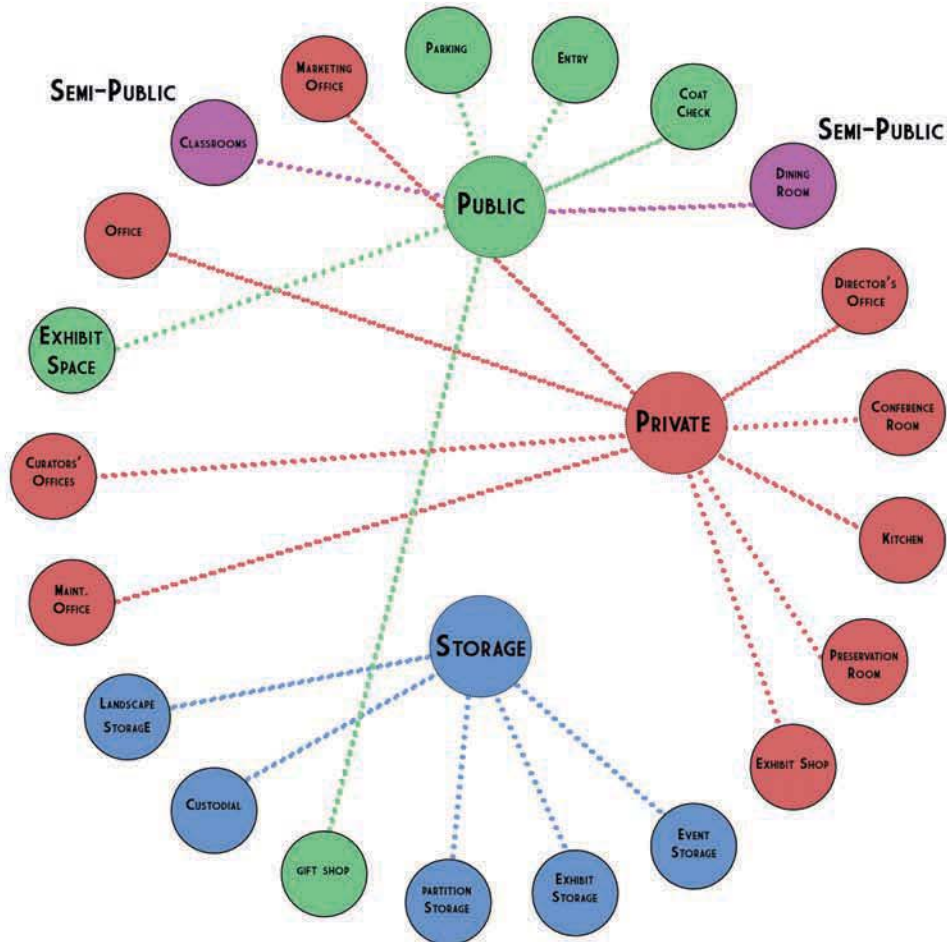 Parking
Entry
Marketing
Office
Semi-Public
Coat
Check
Classrooms
Semi-Public
Dining
Room
Public
Office
Director's
Office
Exhibit
Space
Private
Conference
Room
Curators'
Offices
Kitchen
Maint.
Office
Storage
Preservation
Room
Landscape
StoragE
Exhibit Shop
Custodial
Event
Storage
gift shop
partition
Storage
Exhibit
Storage